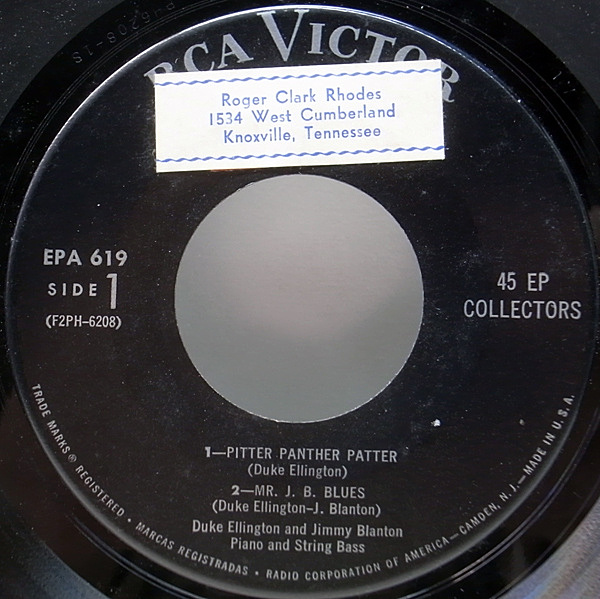 RCA VICTOR
Roger Clark Rhodes
1534 West Cumberland
Knoxville, Tennessee
EPA 619
SIDE 1
(F2PH-6208)
45 EP
COLLECTORS
1—PITTER PANTHER PATTER
(Duke Ellington)
2—MR. J. B. BLUES
(Duke Ellington-J. Blanton)
Duke Ellington and Jimmy Blanton
Piano and String Bass
TRADE MARKS ® REGISTERED • MARCAS REGISTRADAS • RADIO CORPORATION OF AMERICA—CAMDEN, N. J.—MADE IN U.S.A.